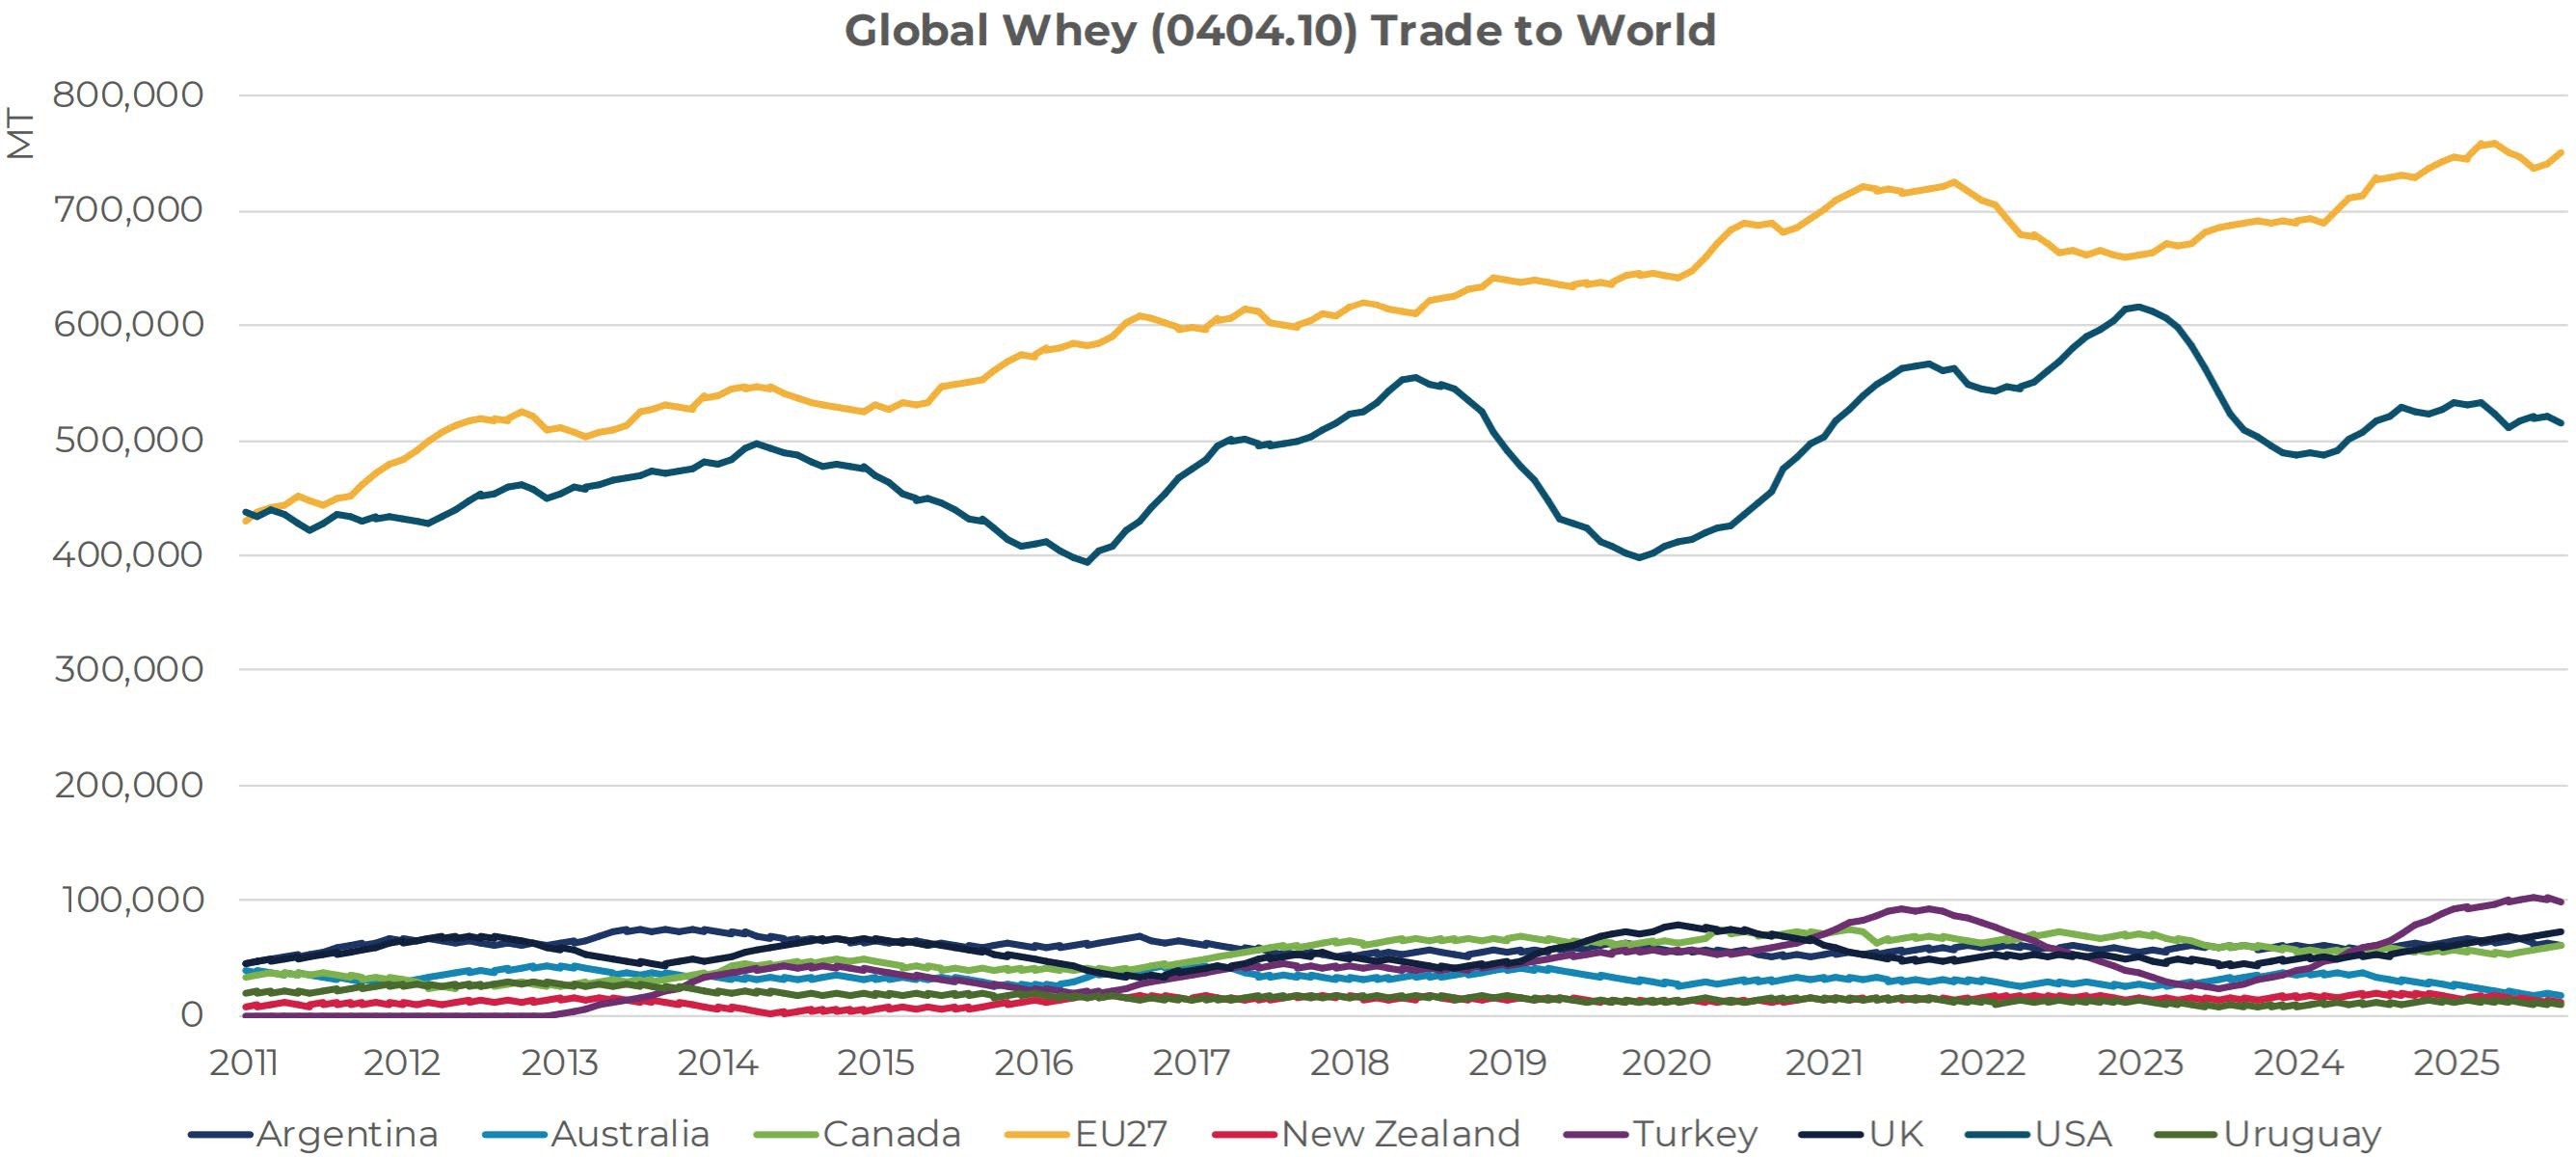 Global Whey (0404.10) Trade to World
MT
800,000
700,000
600,000
500,000
400,000
300,000
200,000
100,000
0
2011 2012 2013 2014 2015 2016 2017 2018 2019 2020 2021 2022 2023 2024 2025
Argentina Australia Canada EU27 New Zealand Turkey UK USA Uruguay